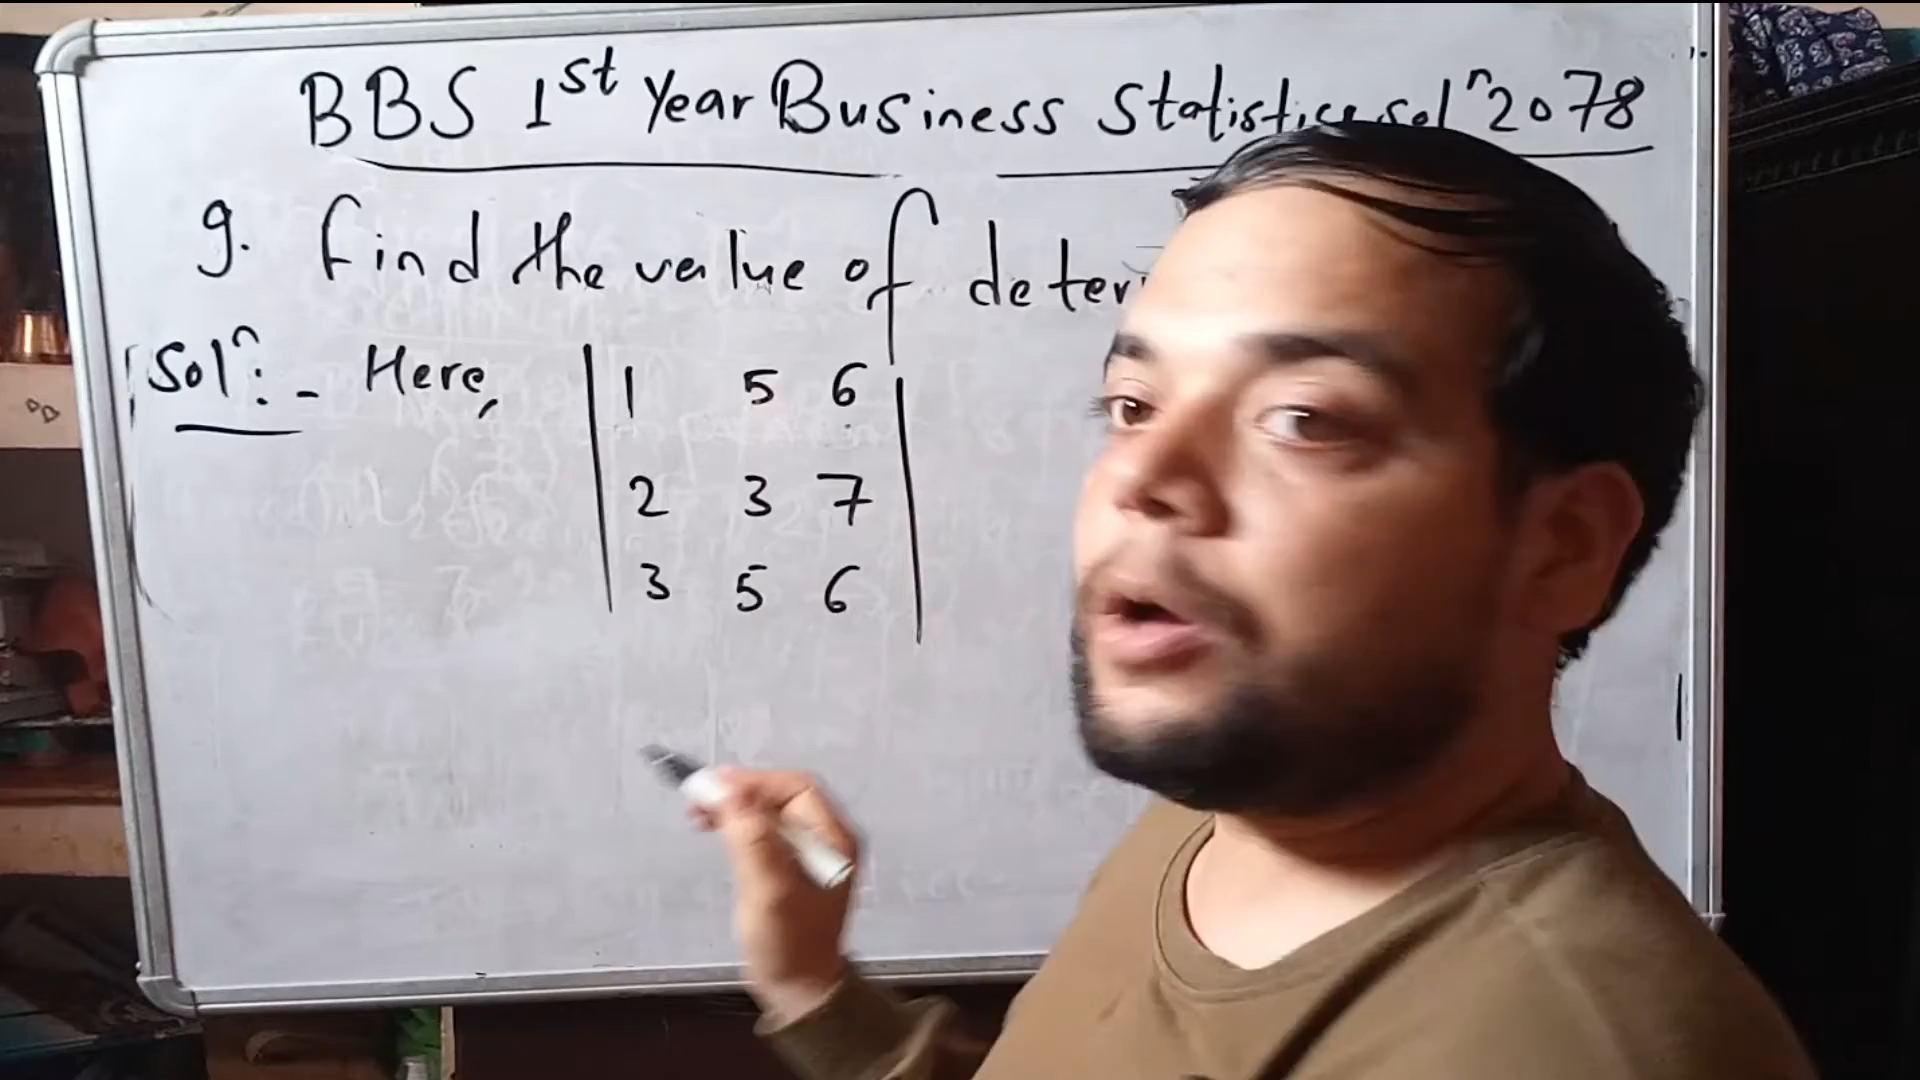 BBS 1st Year Business Statistics solⁿ 2078
9. find the value of deter
Solⁿ:- Here, | 1 5 6 |
| 2 3 7 |
| 3 5 6 |